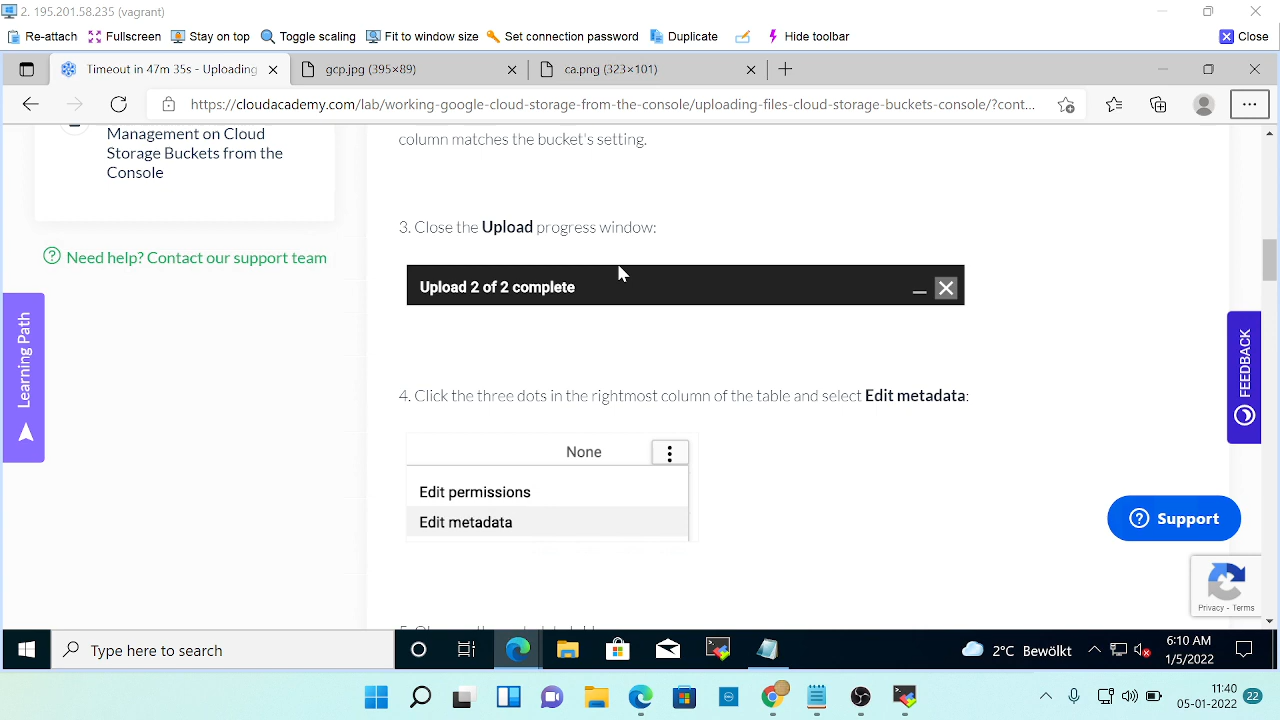 2. 195.201.58.235 (vagrant)
Re-attach Fullscreen Stay on top Toggle scaling Fit to window size Set connection password Duplicate Hide toolbar Close
Timeout in 47m 35s - Uploading gcp.jpg (395×89) ca.png (323×101)
https://cloudacademy.com/lab/working-google-cloud-storage-from-the-console/uploading-files-cloud-storage-buckets-console/?cont...
Management on Cloud
Storage Buckets from the
Console
Need help? Contact our support team
Learning Path
column matches the bucket's setting.
3. Close the Upload progress window:
Upload 2 of 2 complete
4. Click the three dots in the rightmost column of the table and select Edit metadata:
None
Edit permissions
Edit metadata
FEEDBACK
Support
Privacy - Terms
Type here to search
2°C Bewölkt
6:10 AM
1/5/2022
11:40
05-01-2022
22